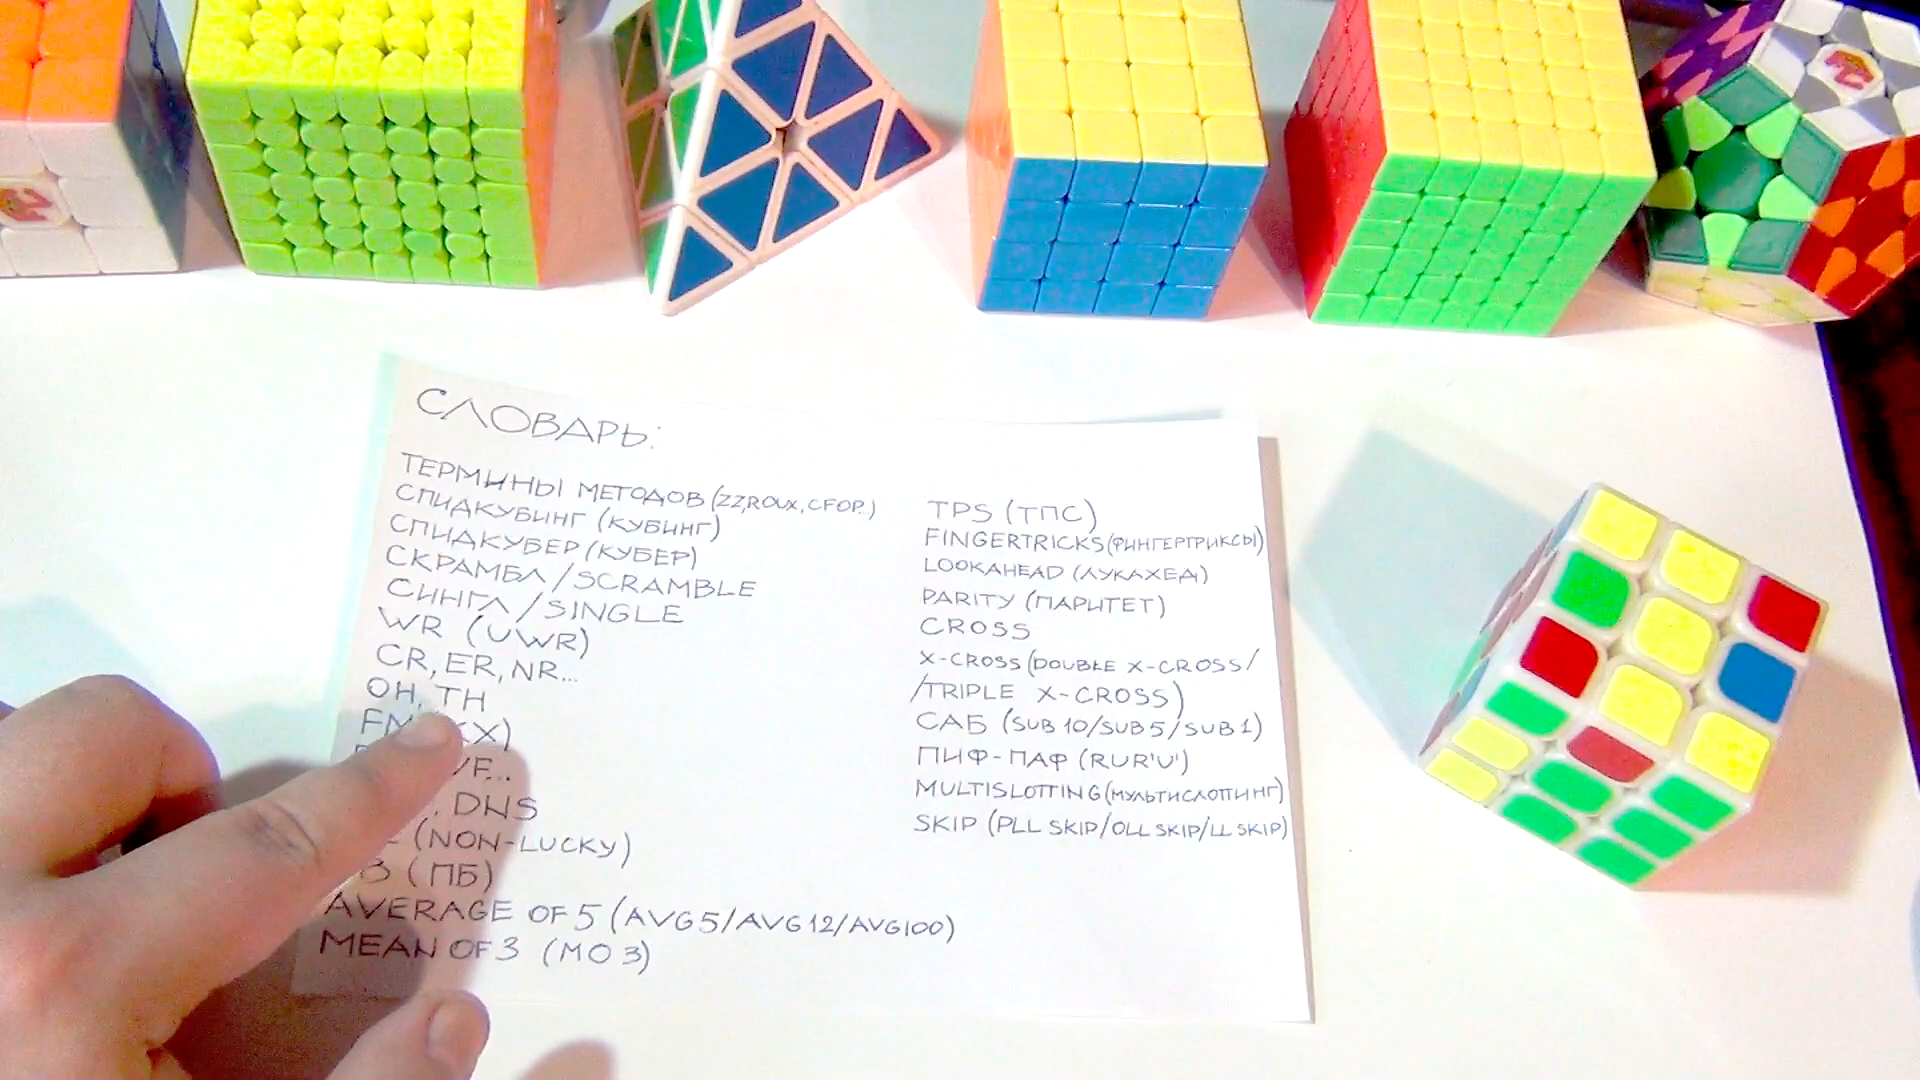 СЛОВАРЬ:
ТЕРМИНЫ МЕТОДОВ (ZZ,ROUX,CFOP..)
СПИДКУБИНГ (КУБИНГ)
СПИДКУБЕР (КУБЕР)
СКРАМБЛ/SCRAMBLE
СИНГЛ/SINGLE
WR (UWR)
CR, ER, NR...
OH, TH
DNS
(NON-LUCKY)
(ПБ)
AVERAGE OF 5 (AVG5/AVG12/AVG100)
MEAN OF 3 (MO3)
TPS (ТПС)
FINGERTRICKS (ФИНГЕРТРИКСЫ)
LOOKAHEAD (ЛУКАХЕД)
PARITY (ПАРИТЕТ)
CROSS
X-CROSS (DOUBLE X-CROSS/
/TRIPLE X-CROSS)
САБ (SUB 10/SUB 5/SUB 1)
ПИФ-ПАФ (RUR'U')
MULTISLOTTING (МУЛЬТИСЛОТТИНГ)
SKIP (PLL SKIP/OLL SKIP/LL SKIP)